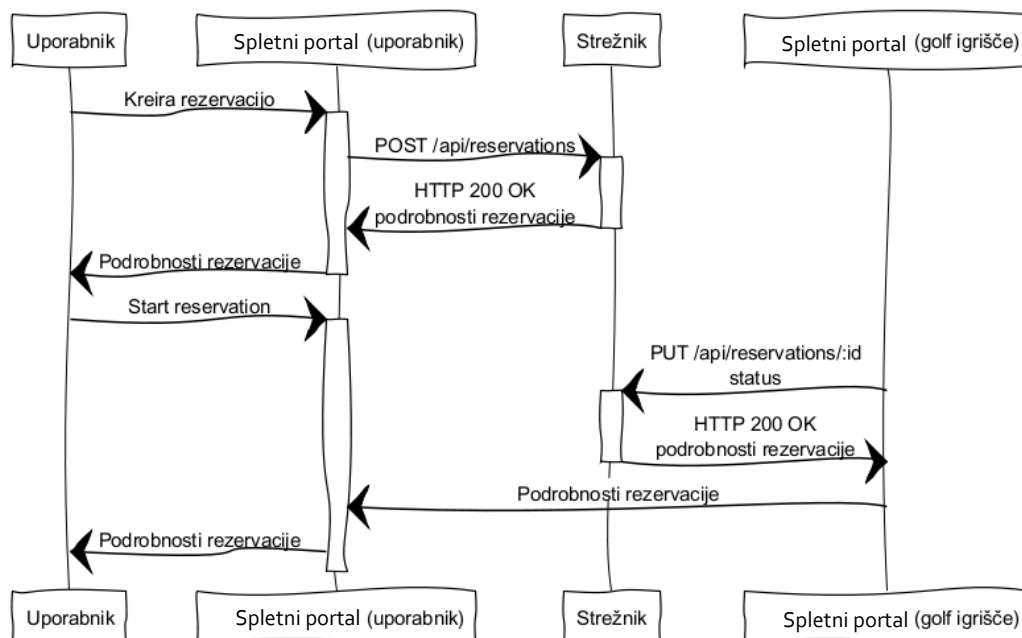 Uporabnik
Spletni portal (uporabnik)
Strežnik
Spletni portal (golf igrišče)
Kreira rezervacijo
POST /api/reservations
HTTP 200 OK
podrobnosti rezervacije
Podrobnosti rezervacije
Start reservation
PUT /api/reservations/:id
status
HTTP 200 OK
podrobnosti rezervacije
Podrobnosti rezervacije
Podrobnosti rezervacije
Uporabnik
Spletni portal (uporabnik)
Strežnik
Spletni portal (golf igrišče)